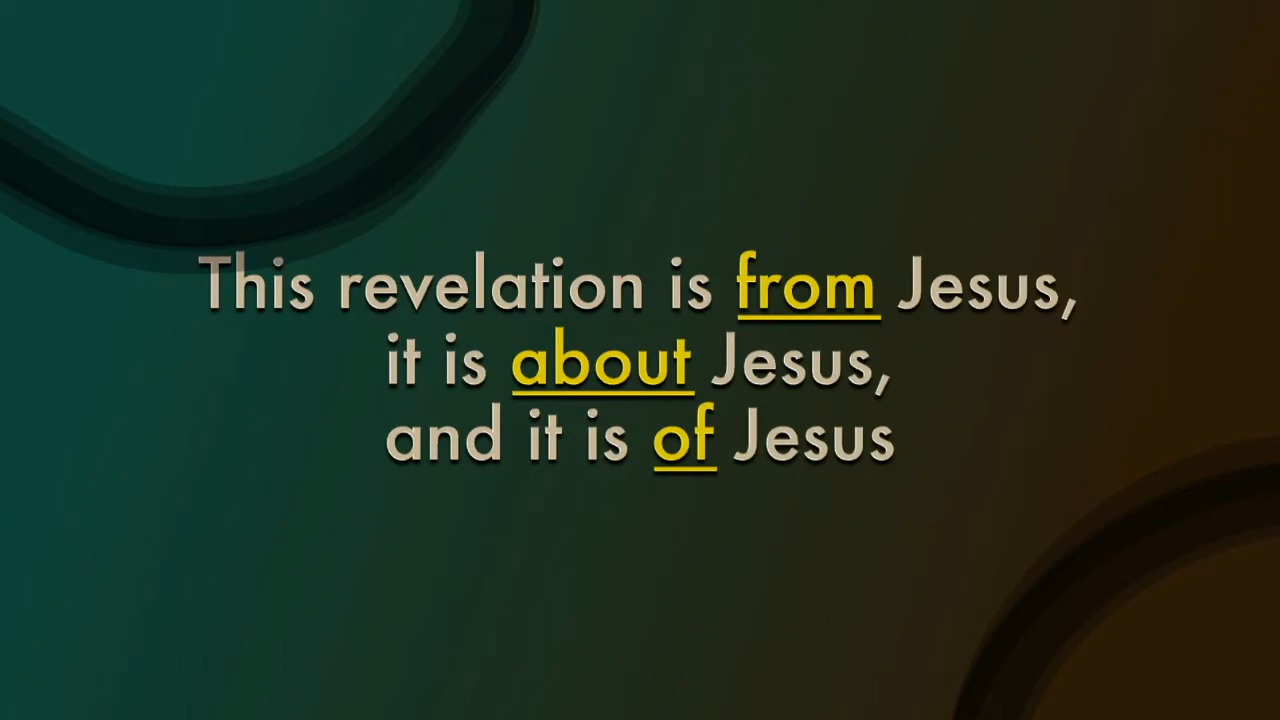 This revelation is from Jesus,
it is about Jesus,
and it is of Jesus